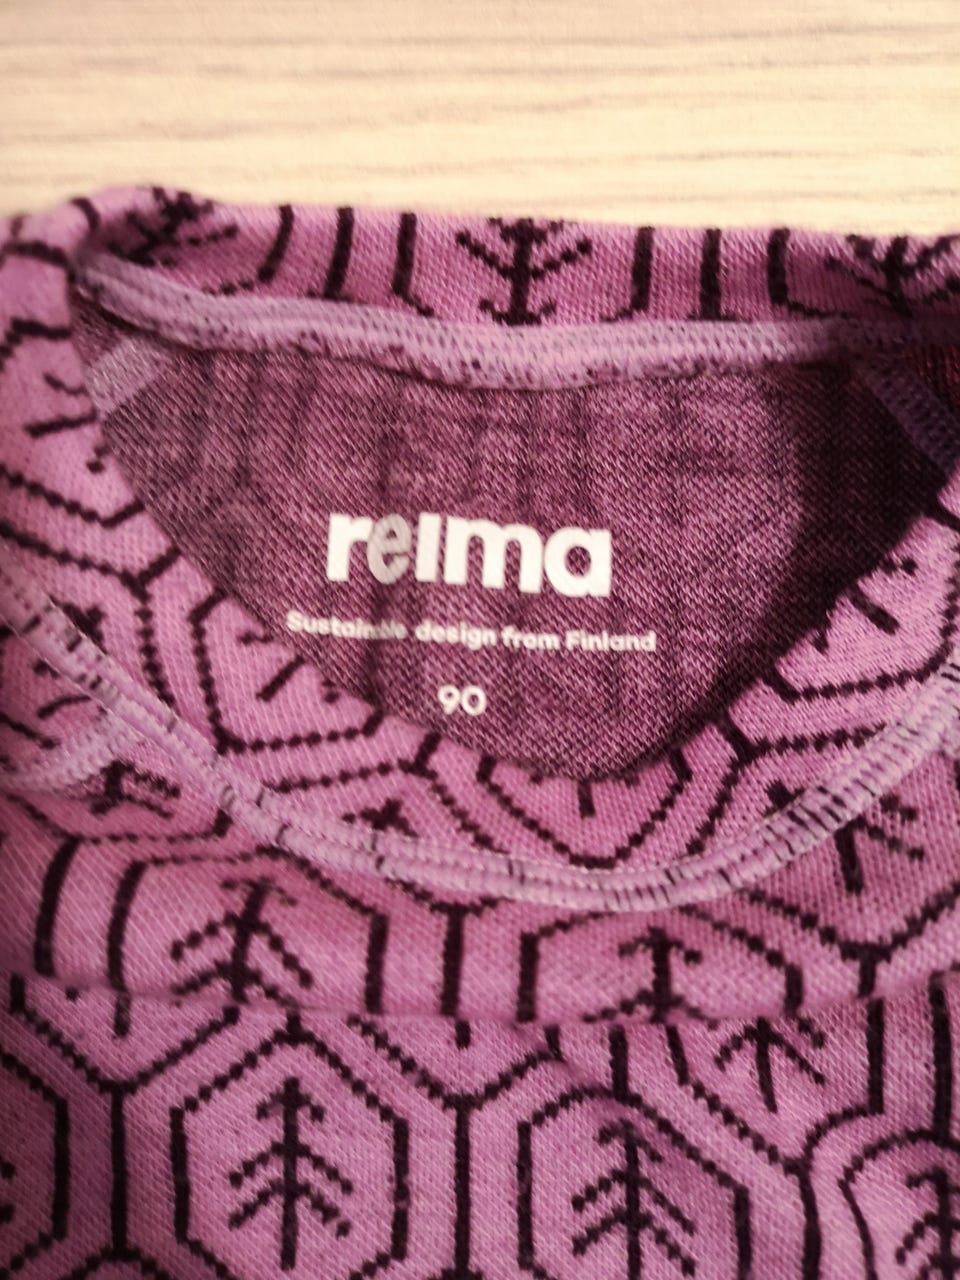 reima
Sustainable design from Finland
90